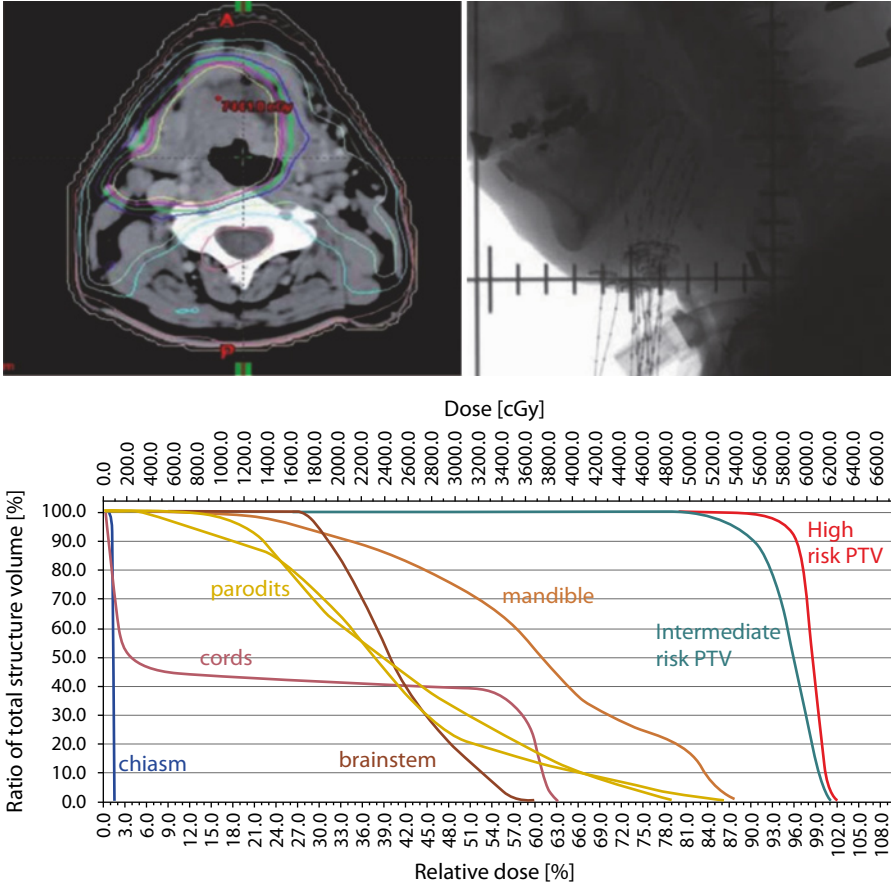 A
7441.8 cGy
P
m
Dose [cGy]
0.0 200.0 400.0 600.0 800.0 1000.0 1200.0 1400.0 1600.0 1800.0 2000.0 2200.0 2400.0 2600.0 2800.0 3000.0 3200.0 3400.0 3600.0 3800.0 4000.0 4200.0 4400.0 4600.0 4800.0 5000.0 5200.0 5400.0 5600.0 5800.0 6000.0 6200.0 6400.0 6600.0
Ratio of total structure volume [%]
100.0
90.0
80.0
70.0
60.0
50.0
40.0
30.0
20.0
10.0
0.0
High
risk PTV
parodits
mandible
Intermediate
risk PTV
cords
brainstem
chiasm
0.0 3.0 6.0 9.0 12.0 15.0 18.0 21.0 24.0 27.0 30.0 33.0 36.0 39.0 42.0 45.0 48.0 51.0 54.0 57.0 60.0 63.0 66.0 69.0 72.0 75.0 78.0 81.0 84.0 87.0 90.0 93.0 96.0 99.0 102.0 105.0 108.0
Relative dose [%]